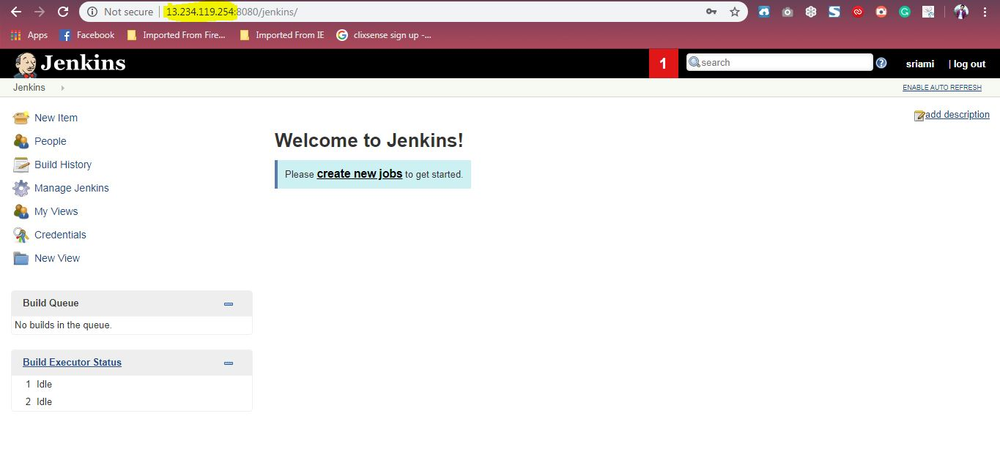 Not secure | 13.234.119.254:8080/jenkins/
Apps Facebook Imported From Fire... Imported From IE clixsense sign up -...
Jenkins 1 search sriami | log out
Jenkins ENABLE AUTO REFRESH
add description
New Item
People
Build History
Manage Jenkins
My Views
Credentials
New View
Welcome to Jenkins!
Please create new jobs to get started.
Build Queue
No builds in the queue.
Build Executor Status
1 Idle
2 Idle